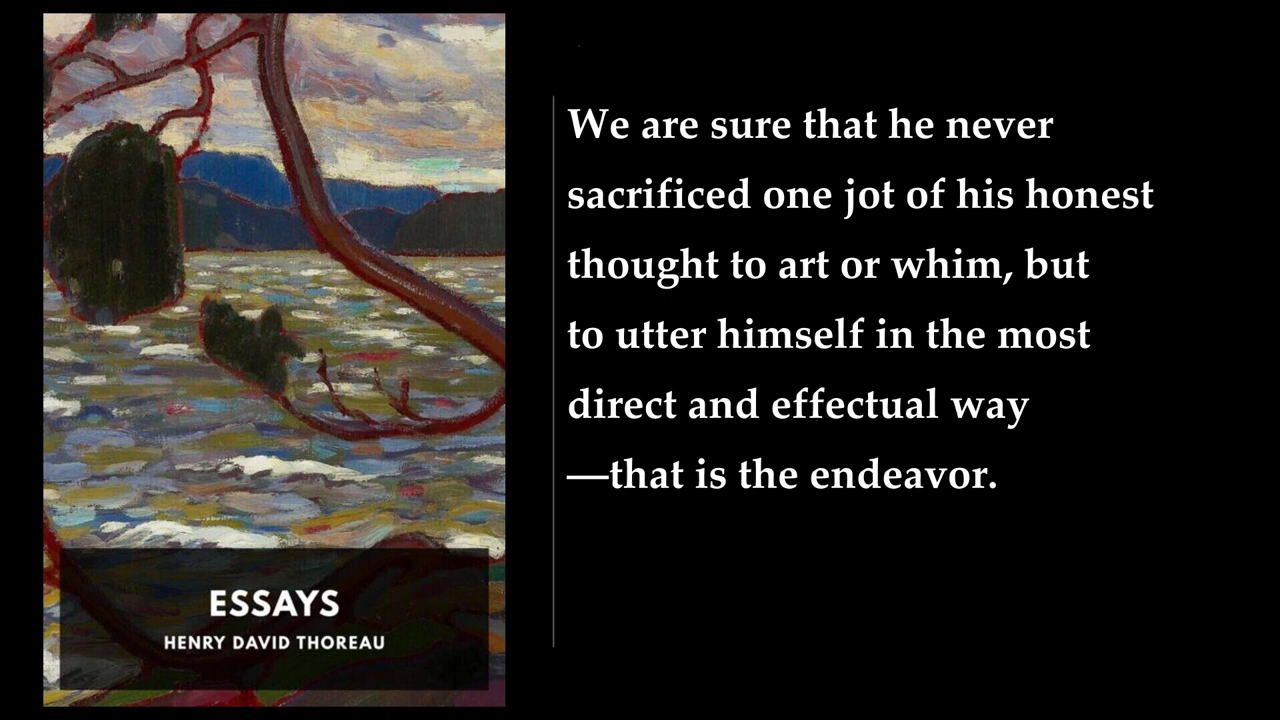 We are sure that he never
sacrificed one jot of his honest
thought to art or whim, but
to utter himself in the most
direct and effectual way
—that is the endeavor.
ESSAYS
HENRY DAVID THOREAU